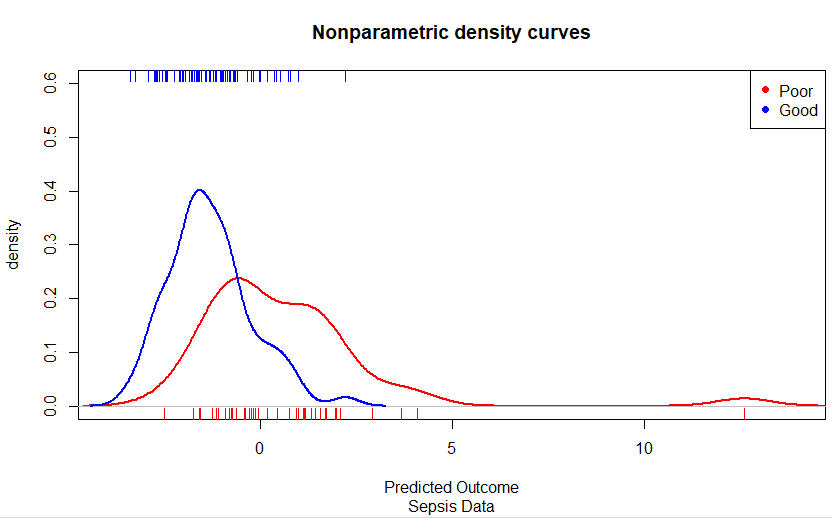 Nonparametric density curves
Poor
Good
0.6
0.5
0.4
0.3
0.2
0.1
0.0
density
0 5 10
Predicted Outcome
Sepsis Data